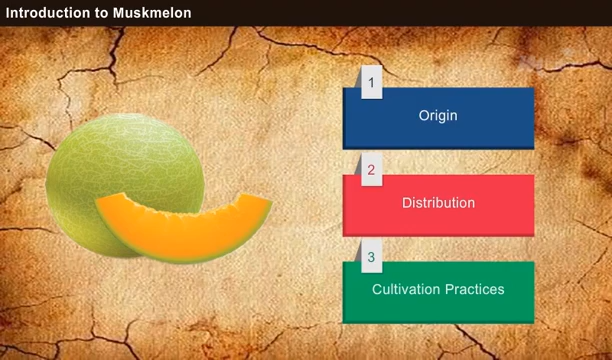 Introduction to Muskmelon
1
Origin
2
Distribution
3
Cultivation Practices